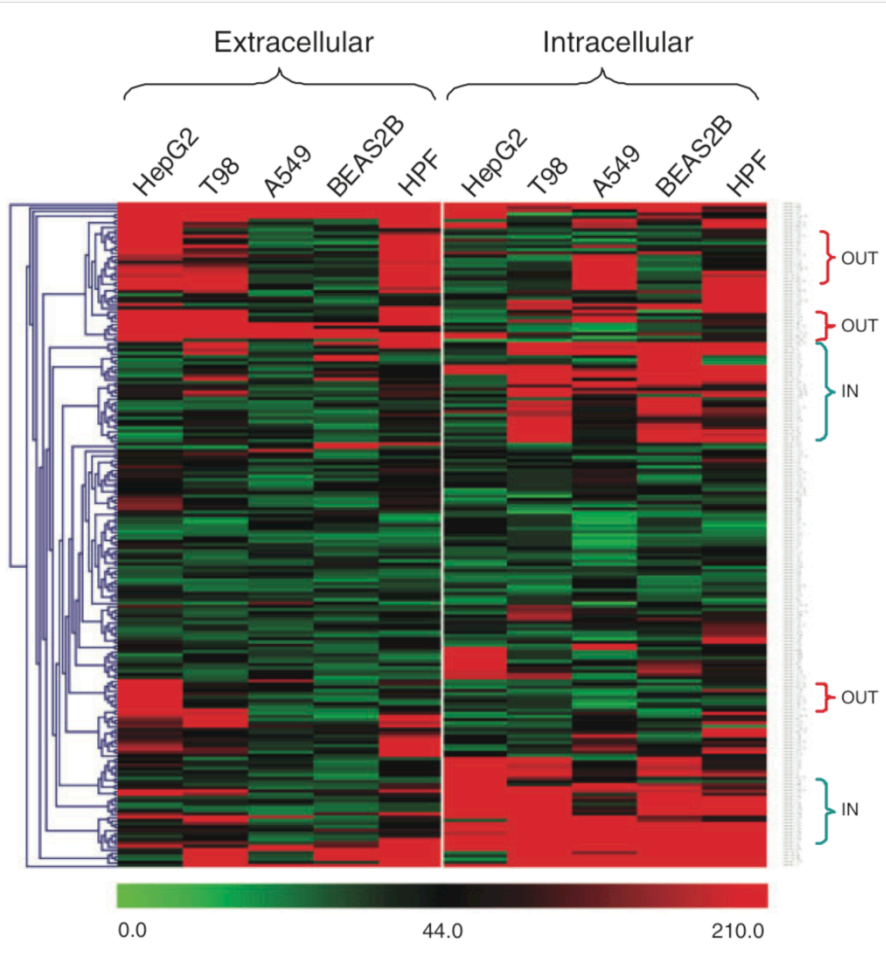 Extracellular Intracellular
HepG2 T98 A549 BEAS2B HPF HepG2 T98 A549 BEAS2B HPF
OUT
OUT
IN
OUT
IN
0.0 44.0 210.0